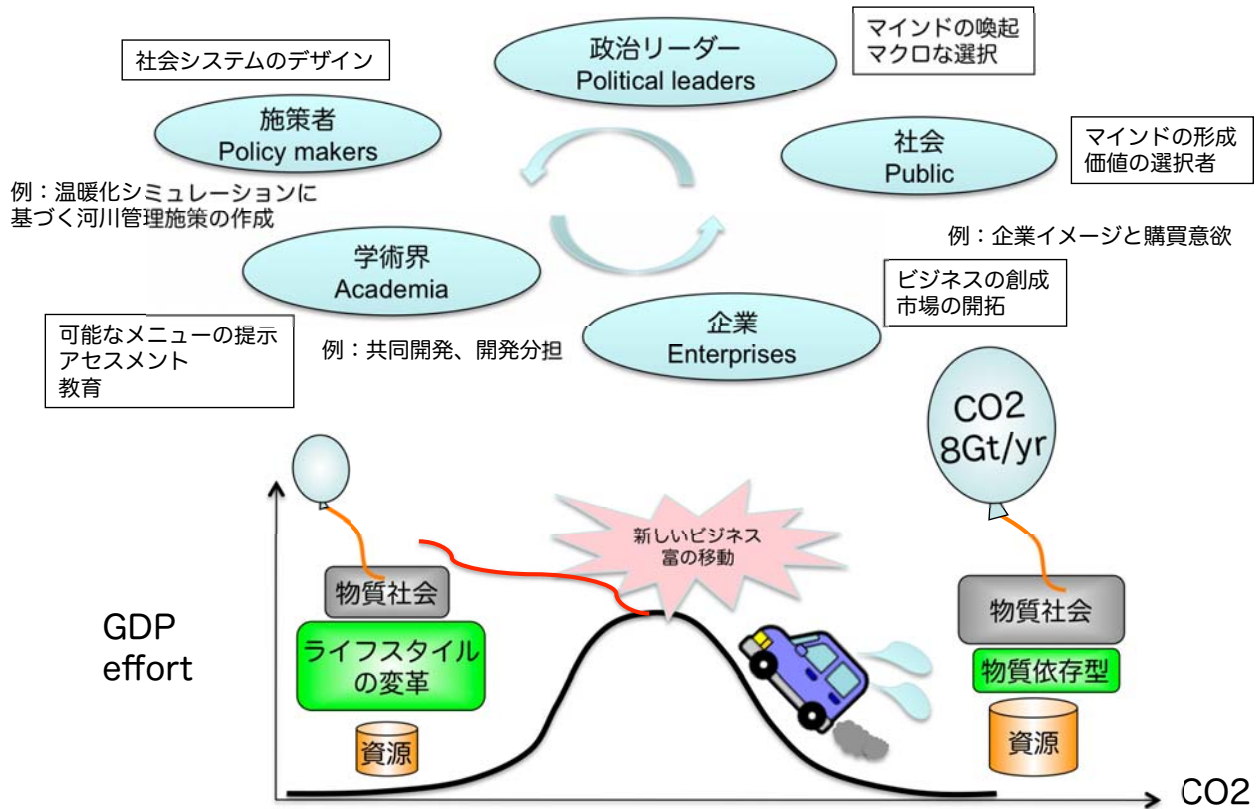 政治リーダー
Political leaders
マインドの喚起
マクロな選択
社会システムのデザイン
施策者
Policy makers
社会
Public
マインドの形成
価値の選択者
例：温暖化シミュレーションに
基づく河川管理施策の作成
例：企業イメージと購買意欲
学術界
Academia
ビジネスの創成
市場の開拓
企業
Enterprises
可能なメニューの提示
アセスメント
教育
例：共同開発、開発分担
CO2
8Gt/yr
新しいビジネス
富の移動
物質社会
物質社会
GDP
effort
ライフスタイル
の変革
物質依存型
資源
資源
CO2